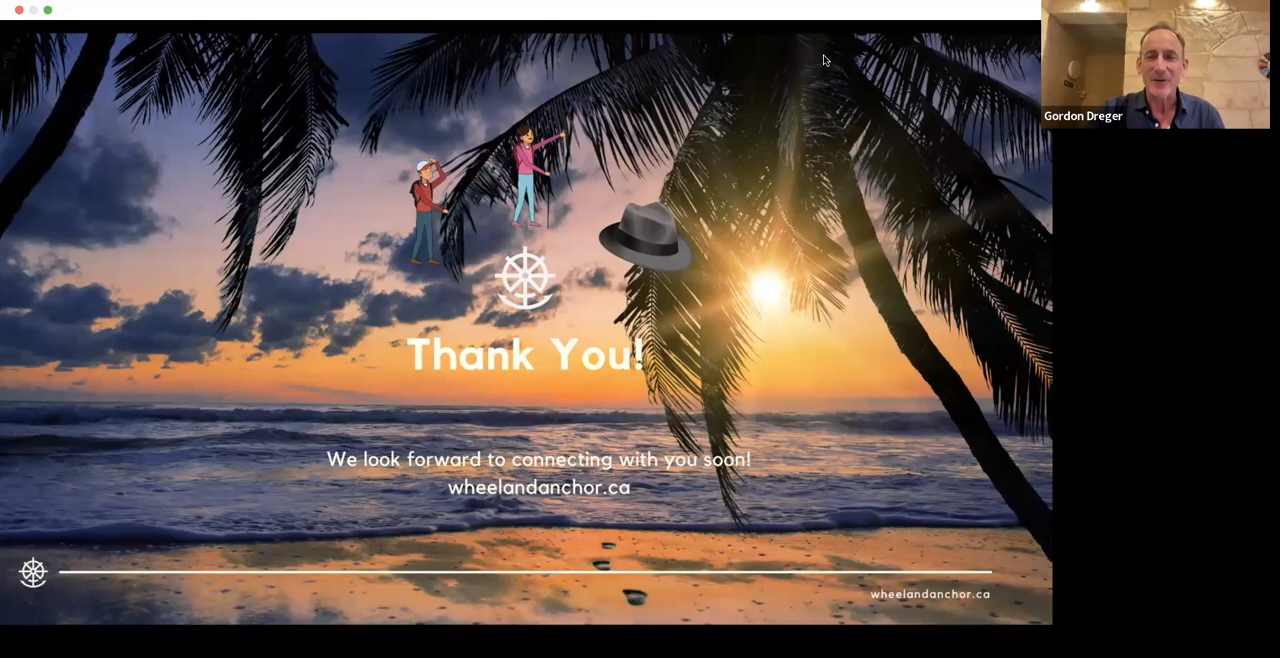 Gordon Dreger
Thank You!
We look forward to connecting with you soon!
wheelandanchor.ca
wheelandanchor.ca